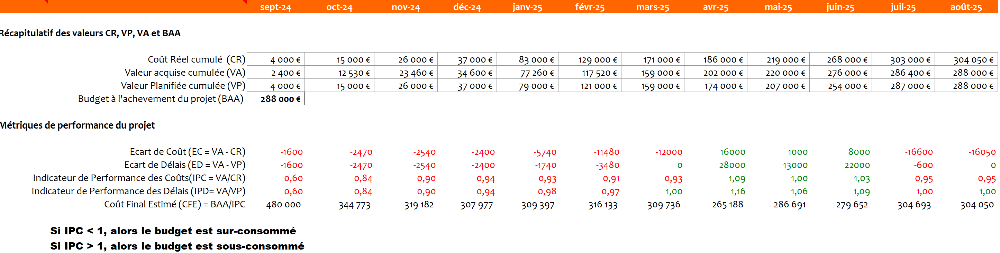 sept-24 oct-24 nov-24 déc-24 janv-25 févr-25 mars-25 avr-25 mai-25 juin-25 juil-25 août-25
Récapitulatif des valeurs CR, VP, VA et BAA
Coût Réel cumulé (CR) 4 000 € 15 000 € 26 000 € 37 000 € 83 000 € 129 000 € 171 000 € 186 000 € 219 000 € 268 000 € 303 000 € 304 050 €
Valeur acquise cumulée (VA) 2 400 € 12 530 € 23 460 € 34 600 € 77 260 € 117 520 € 159 000 € 202 000 € 220 000 € 276 000 € 286 400 € 288 000 €
Valeur Planifiée cumulée (VP) 4 000 € 15 000 € 26 000 € 37 000 € 79 000 € 121 000 € 159 000 € 174 000 € 207 000 € 254 000 € 287 000 € 288 000 €
Budget à l'achevement du projet (BAA) 288 000 €
Métriques de performance du projet
Ecart de Coût (EC = VA - CR) -1600 -2470 -2540 -2400 -5740 -11480 -12000 16000 1000 8000 -16600 -16050
Ecart de Délais (ED = VA - VP) -1600 -2470 -2540 -2400 -1740 -3480 0 28000 13000 22000 -600 0
Indicateur de Performance des Coûts(IPC = VA/CR) 0,60 0,84 0,90 0,94 0,93 0,91 0,93 1,09 1,00 1,03 0,95 0,95
Indicateur de Performance des Délais (IPD= VA/VP) 0,60 0,84 0,90 0,94 0,98 0,97 1,00 1,16 1,06 1,09 1,00 1,00
Coût Final Estimé (CFE) = BAA/IPC 480 000 344 773 319 182 307 977 309 397 316 133 309 736 265 188 286 691 279 652 304 693 304 050
Si IPC < 1, alors le budget est sur-consommé
Si IPC > 1, alors le budget est sous-consommé